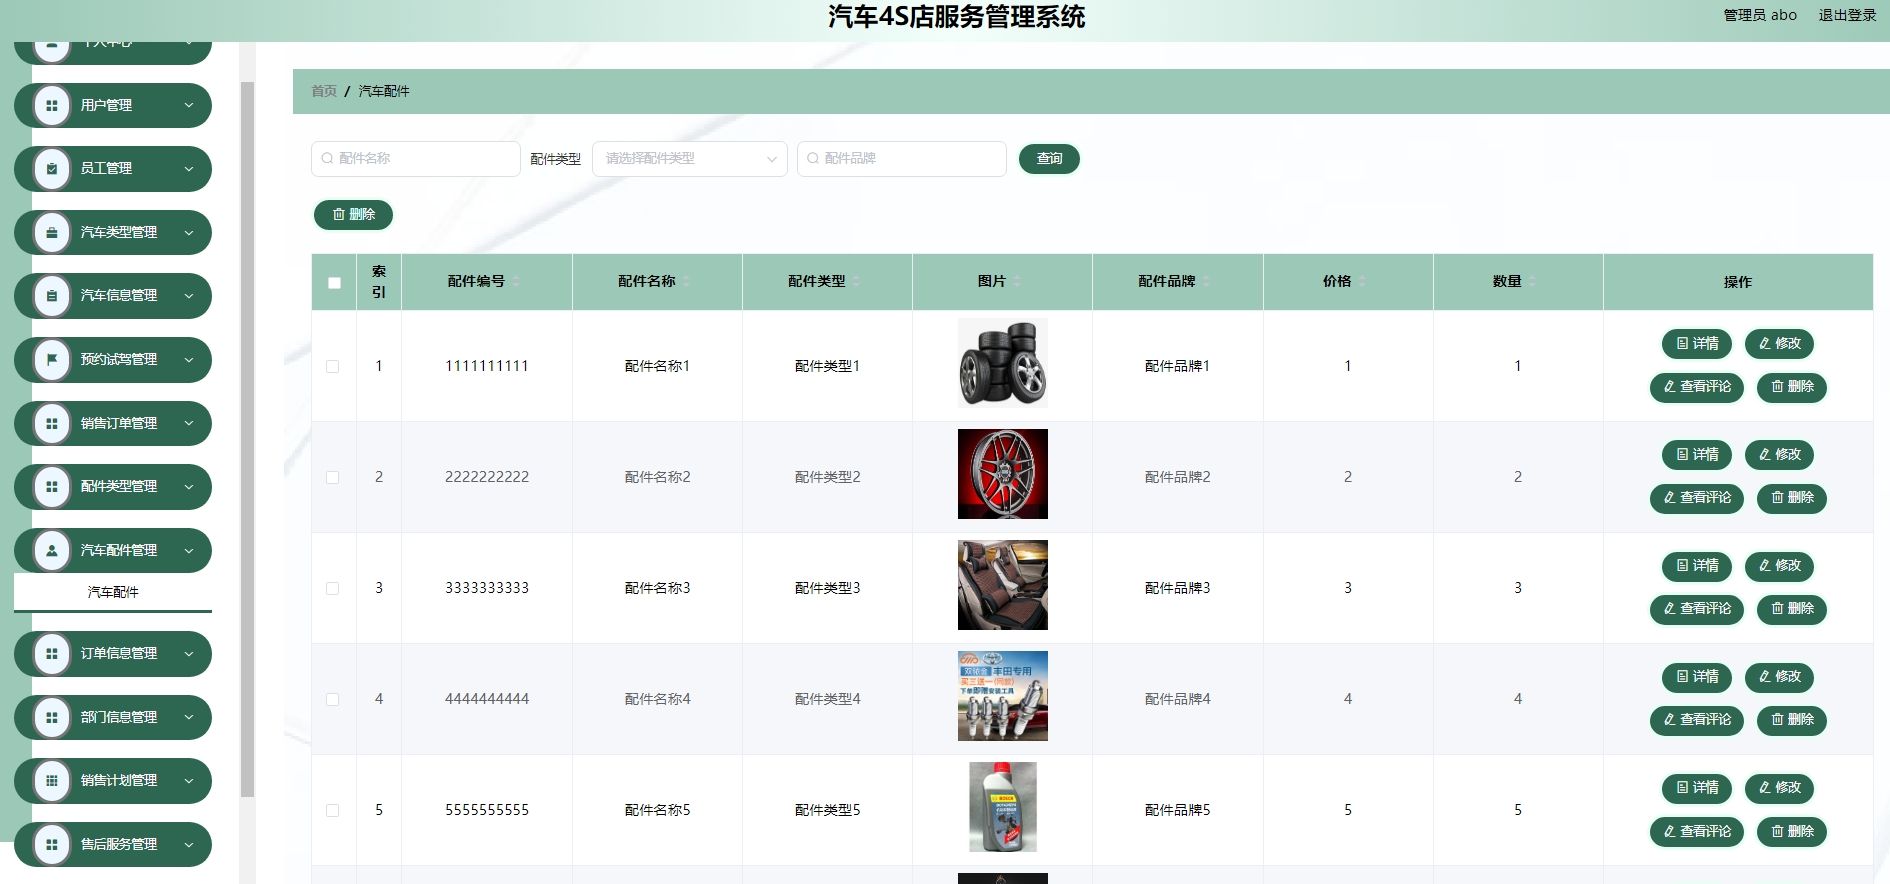 汽车4S店服务管理系统
管理员 abo 退出登录
个人中心
用户管理
员工管理
汽车类型管理
汽车信息管理
预约试驾管理
销售订单管理
配件类型管理
汽车配件管理
汽车配件
订单信息管理
部门信息管理
销售计划管理
售后服务管理
首页 / 汽车配件
配件名称 配件类型 请选择配件类型 配件品牌 查询
删除
索引 配件编号 配件名称 配件类型 图片 配件品牌 价格 数量 操作
1 1111111111 配件名称1 配件类型1 配件品牌1 1 1 详情 修改
查看评论 删除
2 2222222222 配件名称2 配件类型2 配件品牌2 2 2 详情 修改
查看评论 删除
3 3333333333 配件名称3 配件类型3 配件品牌3 3 3 详情 修改
查看评论 删除
4 4444444444 配件名称4 配件类型4 配件品牌4 4 4 详情 修改
查看评论 删除
丰田专用
买三送一(同款)
下单即赠安装工具
5 5555555555 配件名称5 配件类型5 配件品牌5 5 5 详情 修改
查看评论 删除
BOSCH